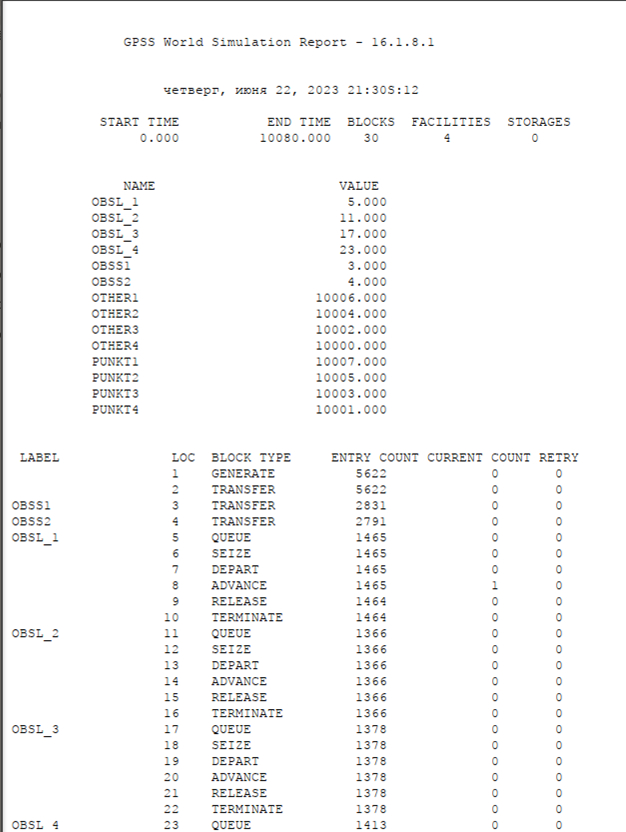 GPSS World Simulation Report - 16.1.8.1
четверг, июня 22, 2023 21:30S:12
START TIME END TIME BLOCKS FACILITIES STORAGES
0.000 10080.000 30 4 0
NAME VALUE
OBSL_1 5.000
OBSL_2 11.000
OBSL_3 17.000
OBSL_4 23.000
OBSS1 3.000
OBSS2 4.000
OTHER1 10006.000
OTHER2 10004.000
OTHER3 10002.000
OTHER4 10000.000
PUNKT1 10007.000
PUNKT2 10005.000
PUNKT3 10003.000
PUNKT4 10001.000
LABEL LOC BLOCK TYPE ENTRY COUNT CURRENT COUNT RETRY
1 GENERATE 5622 0 0
2 TRANSFER 5622 0 0
OBSS1 3 TRANSFER 2831 0 0
OBSS2 4 TRANSFER 2791 0 0
OBSL_1 5 QUEUE 1465 0 0
6 SEIZE 1465 0 0
7 DEPART 1465 0 0
8 ADVANCE 1465 1 0
9 RELEASE 1464 0 0
10 TERMINATE 1464 0 0
OBSL_2 11 QUEUE 1366 0 0
12 SEIZE 1366 0 0
13 DEPART 1366 0 0
14 ADVANCE 1366 0 0
15 RELEASE 1366 0 0
16 TERMINATE 1366 0 0
OBSL_3 17 QUEUE 1378 0 0
18 SEIZE 1378 0 0
19 DEPART 1378 0 0
20 ADVANCE 1378 0 0
21 RELEASE 1378 0 0
22 TERMINATE 1378 0 0
OBSL 4 23 QUEUE 1413 0 0